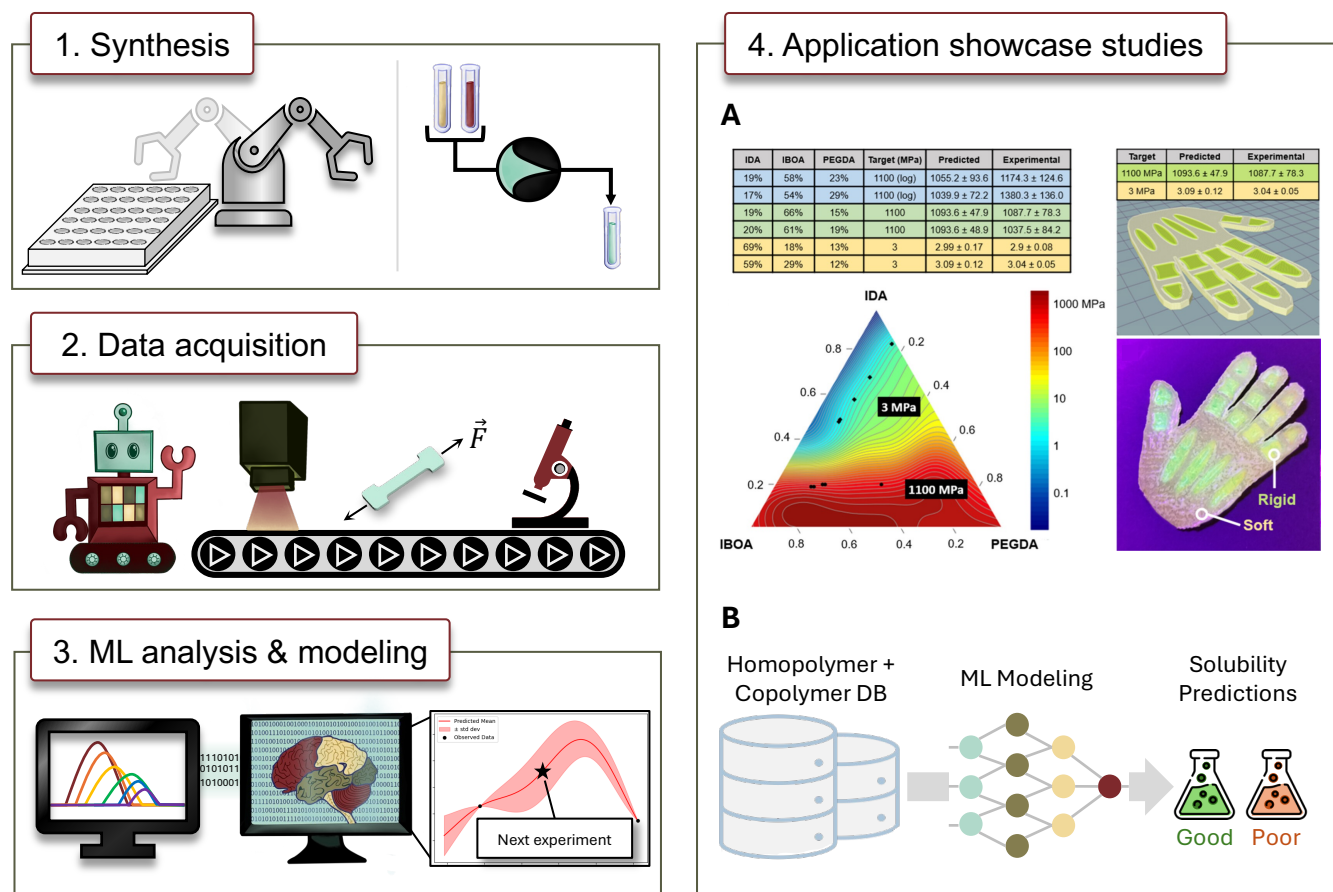 1. Synthesis
2. Data acquisition
F
3. ML analysis & modeling
1110101
0101011
1010001
Predicted Mean
± std dev
Observed Data
Next experiment
4. Application showcase studies
A
IDA IBOA PEGDA Target (MPa) Predicted Experimental
19% 58% 23% 1100 (log) 1055.2 ± 93.6 1174.3 ± 124.6
17% 54% 29% 1100 (log) 1039.9 ± 72.2 1380.3 ± 136.0
19% 66% 15% 1100 1093.6 ± 47.9 1087.7 ± 78.3
20% 61% 19% 1100 1093.6 ± 48.9 1037.5 ± 84.2
69% 18% 13% 3 2.99 ± 0.17 2.9 ± 0.08
59% 29% 12% 3 3.09 ± 0.12 3.04 ± 0.05
Target Predicted Experimental
1100 MPa 1093.6 ± 47.9 1087.7 ± 78.3
3 MPa 3.09 ± 0.12 3.04 ± 0.05
IDA
0.8 0.2
0.6 0.4
0.4 0.6
0.2 0.8
3 MPa
1100 MPa
IBOA 0.8 0.6 0.4 0.2 PEGDA
1000 MPa
100
10
1
0.1
Rigid
Soft
B
Homopolymer +
Copolymer DB
ML Modeling
Solubility
Predictions
Good Poor